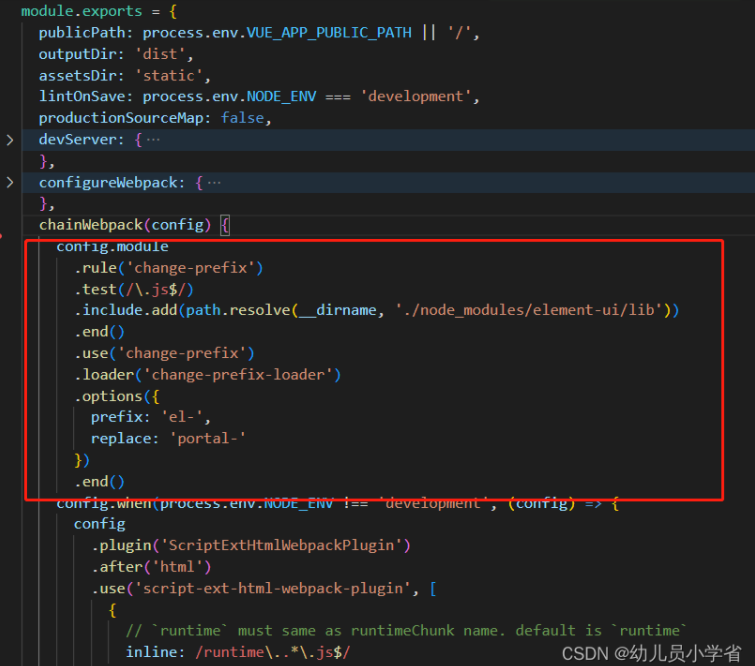 module.exports = {
publicPath: process.env.VUE_APP_PUBLIC_PATH || '/',
outputDir: 'dist',
assetsDir: 'static',
lintOnSave: process.env.NODE_ENV === 'development',
productionSourceMap: false,
devServer: {···
},
configureWebpack: {···
},
chainWebpack(config) {
config.module
.rule('change-prefix')
.test(/\.js$/)
.include.add(path.resolve(__dirname, './node_modules/element-ui/lib'))
.end()
.use('change-prefix')
.loader('change-prefix-loader')
.options({
prefix: 'el-',
replace: 'portal-'
})
.end()
config.when(process.env.NODE_ENV !== 'development', (config) => {
config
.plugin('ScriptExtHtmlWebpackPlugin')
.after('html')
.use('script-ext-html-webpack-plugin', [
{
// `runtime` must same as runtimeChunk name. default is `runtime`
inline: /runtime\..*\.js$/
CSDN @幼儿员小学省